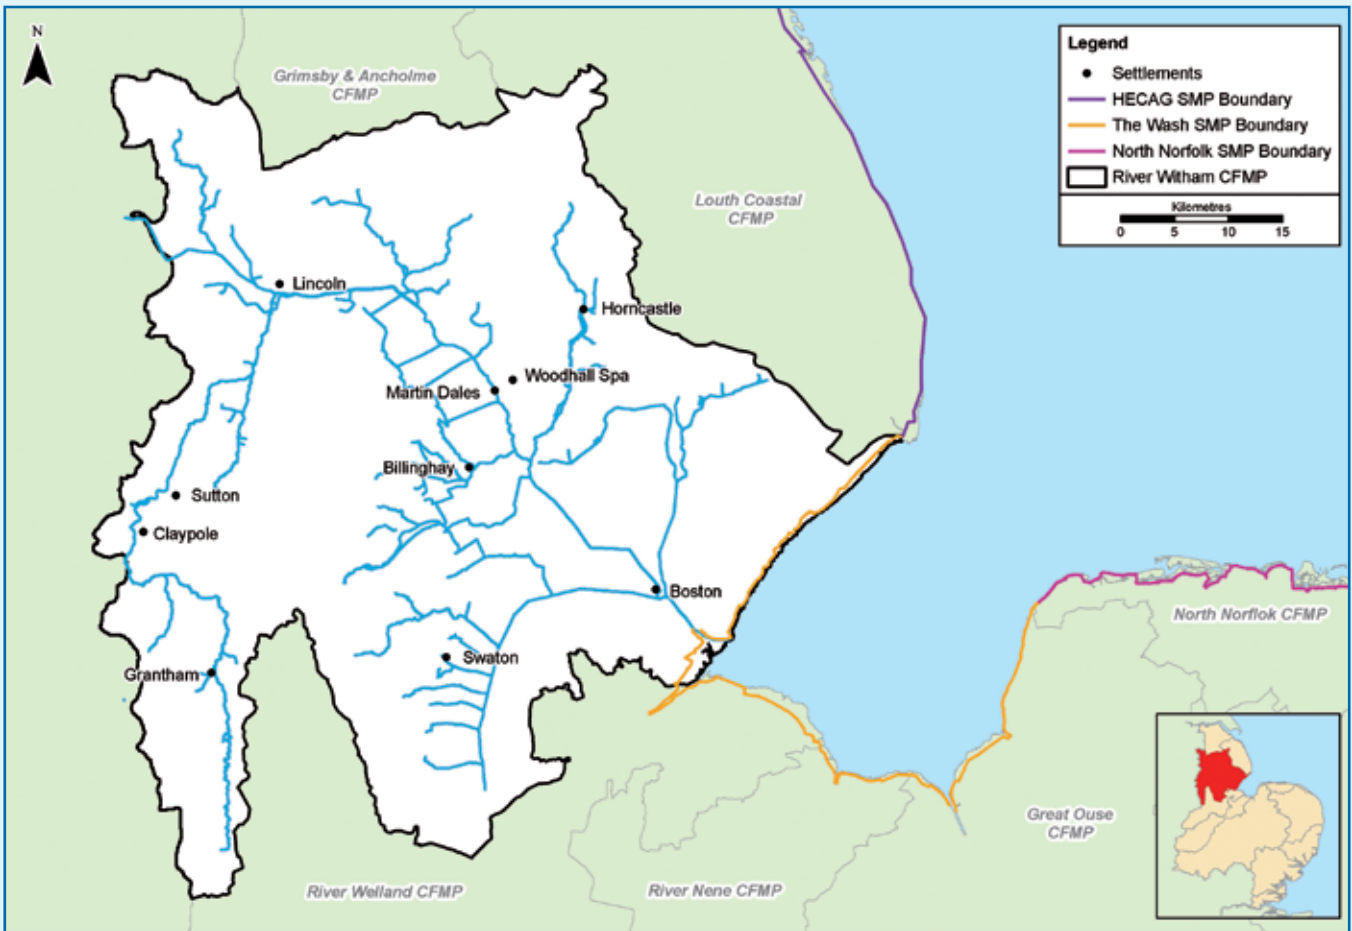 N
Grimsby & Ancholme
CFMP
Legend
Settlements
HECAG SMP Boundary
The Wash SMP Boundary
North Norfolk SMP Boundary
River Witham CFMP
Kilometres
0 5 10 15
Louth Coastal
CFMP
Lincoln
Horncastle
Woodhall Spa
Martin Dales
Billinghay
Sutton
Claypole
Boston
North Norflok CFMP
Swaton
Grantham
Great Ouse
CFMP
River Welland CFMP
River Nene CFMP